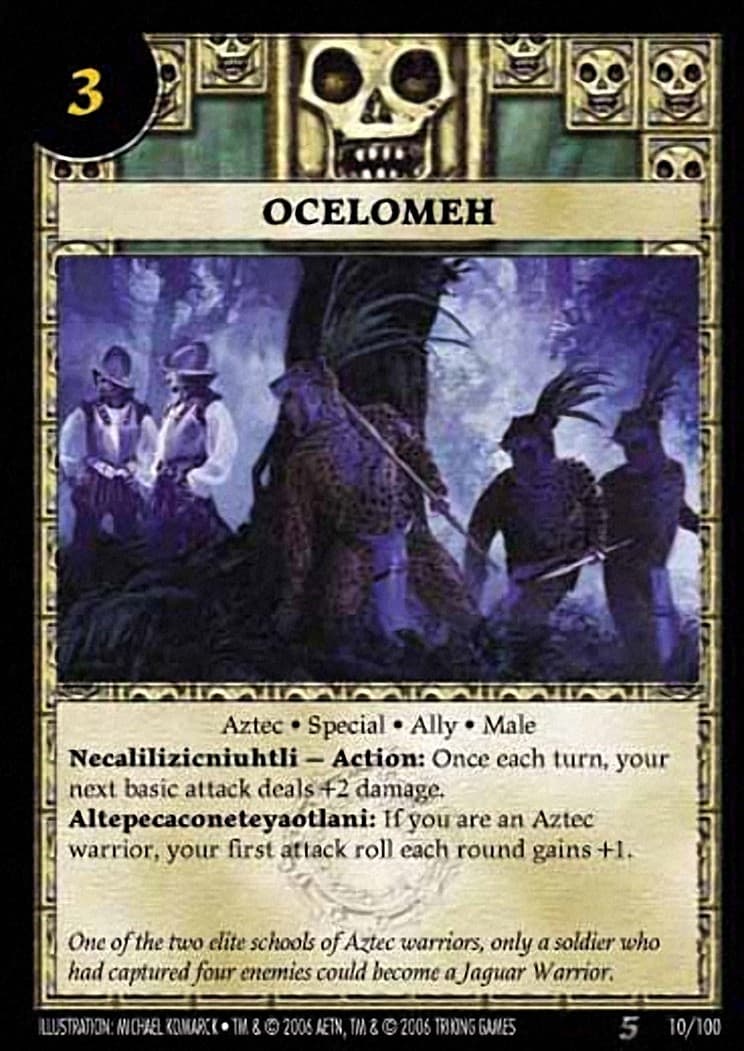 3
OCELOMEH
Aztec • Special • Ally • Male
Necalilizicniuhtli – Action: Once each turn, your
next basic attack deals +2 damage.
Altepecaconeteyaotlani: If you are an Aztec
warrior, your first attack roll each round gains +1.
One of the two elite schools of Aztec warriors, only a soldier who
had captured four enemies could become a Jaguar Warrior.
ILLUSTRATION: MICHAEL KOMARCK • TM & © 2006 AETN, TM & © 2006 TRIKING GAMES 5 10/100